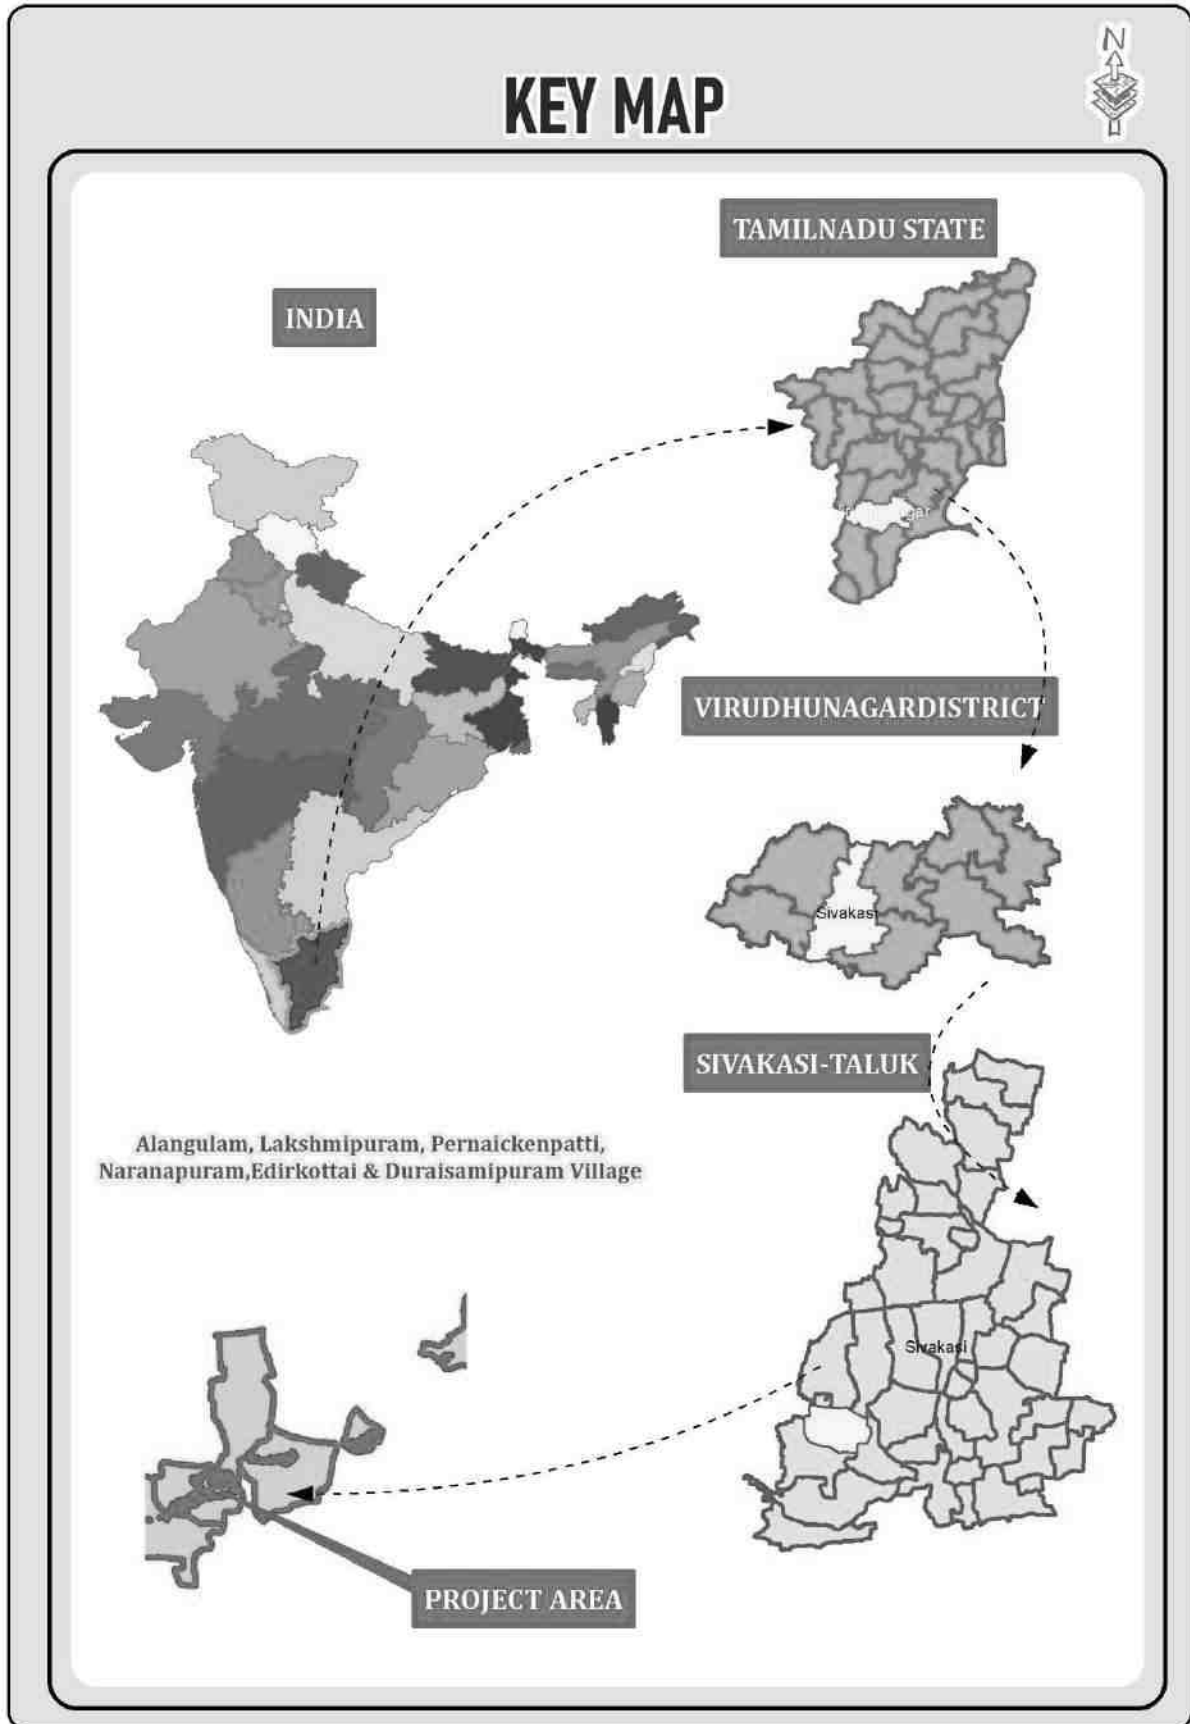 N
KEY MAP
TAMILNADU STATE
INDIA
VIRUDHUNAGARDISTRICT
Sivakasi
SIVAKASI-TALUK
Alangulam, Lakshmipuram, Pernaickenpatti,
Naranapuram,Edirkottai & Duraisamipuram Village
Sivakasi
PROJECT AREA